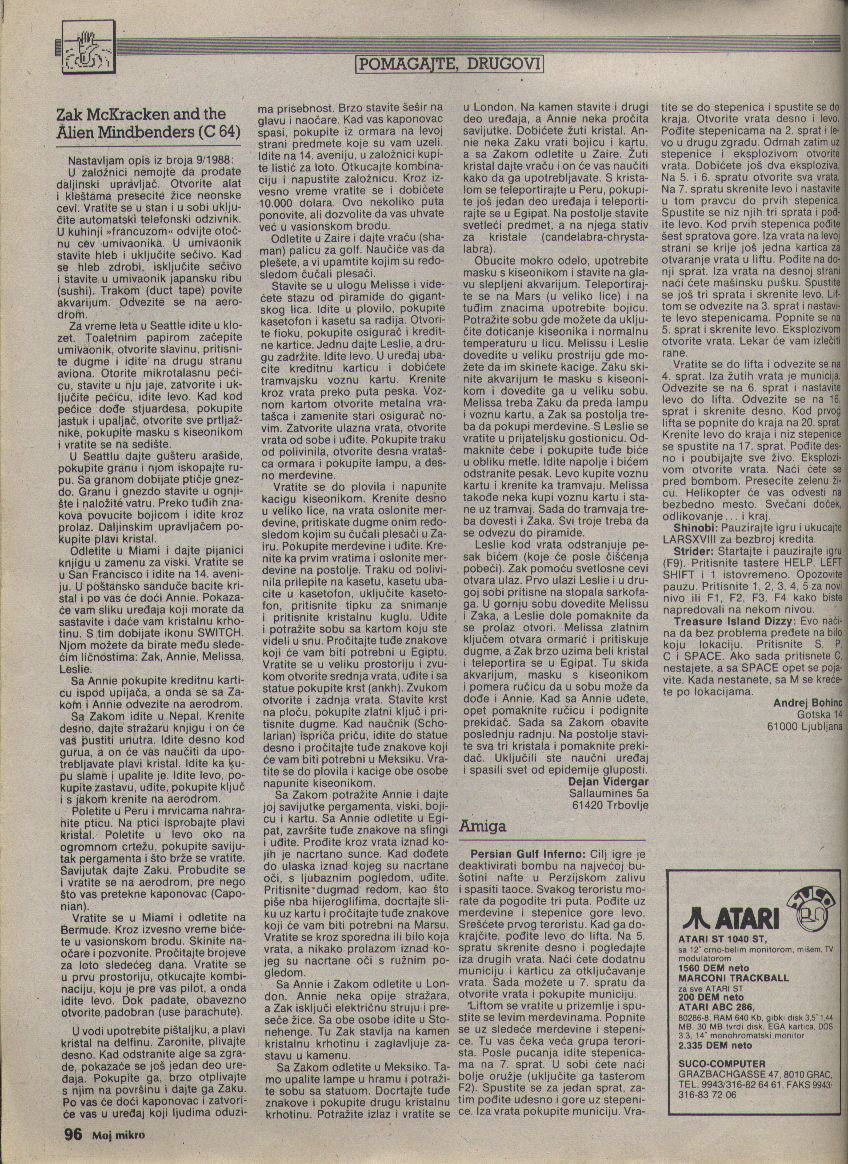 POMAGAJTE, DRUGOVI
Zak McKracken and the
Alien Mindbenders (C 64)
Nastavljam opis iz broja 9/1988:
U založnici nemojte da prodate
daljinski upravljač. Otvorite alat
i kleštama presecite žice neonske
cevi. Vratite se u stan i u sobi uklju-
čite automatski telefonski odzivnik.
U kuhinji »francuzom« odvijte otoč-
nu cev umivaonika. U umivaonik
stavite hleb i uključite sečivo. Kad
se hleb zdrobi, isključite sečivo
i stavite u umivaonik japansku ribu
(sushi). Trakom (duct tape) povite
akvarijum. Odvezite se na aero-
drom.
Za vreme leta u Seattle idite u klo-
zet. Toaletnim papirom začepite
umivaonik, otvorite slavinu, pritisni-
te dugme i idite na drugu stranu
aviona. Otorite mikrotalasnu peći-
cu, stavite u nju jaje, zatvorite i uk-
ljučite pećicu, idite levo. Kad kod
pećice dođe stjuardesa, pokupite
jastuk i upaljač, otvorite sve prtljaž-
nike, pokupite masku s kiseonikom
i vratite se na sedište.
U Seattlu dajte gušteru arašide,
pokupite granu i njom iskopajte ru-
pu. Sa granom dobijate ptičje gnez-
do. Granu i gnezdo stavite u ognji-
šte i naložite vatru. Preko tuđih zna-
kova povucite bojicom i idite kroz
prolaz. Daljinskim upravljačem po-
kupite plavi kristal.
Odletite u Miami i dajte pijanici
knjigu u zamenu za viski. Vratite se
u San Francisco i idite na 14. aveni-
ju. U poštansko sanduče bacite kri-
stal i po vas će doći Annie. Pokaza-
će vam sliku uređaja koji morate da
sastavite i daće vam kristalnu krho-
tinu. S tim dobijate ikonu SWITCH.
Njom možete da birate među slede-
ćim ličnostima: Zak, Annie, Melissa,
Leslie.
Sa Annie pokupite kreditnu karti-
cu ispod upijača, a onda se sa Za-
kom i Annie odvezite na aerodrom.
Sa Zakom idite u Nepal. Krenite
desno, dajte stražaru knjigu i on će
vas pustiti unutra. Idite desno kod
gurua, a on će vas naučiti da upo-
trebljavate plavi kristal. Idite ka ku-
pu slame i upalite je. Idite levo, po-
kupite zastavu, uđite, pokupite ključ
i s jakom krenite na aerodrom.
Poletite u Peru i mrvicama nahra-
nite pticu. Na ptici isprobajte plavi
kristal. Poletite u levo oko na
ogromnom crtežu, pokupite saviju-
tak pergamenta i što brže se vratite.
Savijutak dajte Zaku. Probudite se
i vratite se na aerodrom, pre nego
što vas pretekne kaponovac (Capo-
nian).
Vratite se u Miami i odletite na
Bermude. Kroz izvesno vreme biće-
te u vasionskom brodu. Skinite na-
očare i pozvonite. Pročitajte brojeve
za loto sledećeg dana. Vratite se
u prvu prostoriju, otkucajte kombi-
naciju, koju je pre vas pilot, a onda
idite levo. Dok padate, obavezno
otvorite padobran (use parachute).
U vodi upotrebite pištaljku, a plavi
kristal na delfinu. Zaronite, plivajte
desno. Kad odstranite alge sa zgra-
de, pokazaće se još jedan deo ure-
đaja. Pokupite ga, brzo otplivajte
s njim na površinu i dajte ga Zaku.
Po vas će doći kaponovac i zatvori-
će vas u uređaj koji ljudima oduzi-
ma prisebnost. Brzo stavite šešir na
glavu i naočare. Kad vas kaponovac
spasi, pokupite iz ormara na levoj
strani predmete koje su vam uzeli.
Idite na 14. aveniju, u založnici kupi-
te listić za loto. Otkucajte kombina-
ciju i napustite založnicu. Kroz iz-
vesno vreme vratite se i dobićete
10.000 dolara. Ovo nekoliko puta
ponovite, ali dozvolite da vas uhvate
već u vasionskom brodu.
Odletite u Zaire i dajte vraču (sha-
man) palicu za golf. Naučiće vas da
plešete, a vi upamtite kojim su redo-
sledom čučali plesači.
Stavite se u ulogu Melisse i vide-
ćete stazu od piramide do gigant-
skog lica. Idite u plovilo, pokupite
kasetofon i kasetu sa radija. Otvori-
te fioku, pokupite osigurač i kredit-
ne kartice. Jednu dajte Leslie, a dru-
gu zadržite. Idite levo. U uređaj uba-
cite kreditnu karticu i dobićete
tramvajsku voznu kartu. Krenite
kroz vrata preko puta peska. Voz-
nom kartom otvorite metalna vra-
tašca i zamenite stari osigurač no-
vim. Zatvorite ulazna vrata, otvorite
vrata od sobe i uđite. Pokupite traku
od polivinila, otvorite desna vrataš-
ca ormara i pokupite lampu, a des-
no merdevine.
Vratite se do plovila i napunite
kacigu kiseonikom. Krenite desno
u veliko lice, na vrata oslonite mer-
devine, pritiskate dugme onim redo-
sledom kojim su čučali plesači u Za-
iru. Pokupite merdevine i uđite. Kre-
nite ka prvim vratima i oslonite mer-
devine na postolje. Traku od polivi-
nila prilepite na kasetu, kasetu uba-
cite u kasetofon, uključite kaseto-
fon, pritisnite tipku za snimanje
i pritisnite kristalnu kuglu. Uđite
i potražite sobu sa kartom koju ste
videli u snu. Pročitajte tuđe znakove
koji će vam biti potrebni u Egiptu.
Vratite se u veliku prostoriju i zvu-
kom otvorite srednja vrata, uđite i sa
statue pokupite krst (ankh). Zvukom
otvorite i zadnja vrata. Stavite krst
na ploču, pokupite zlatni ključ i pri-
tisnite dugme. Kad naučnik (Scho-
larian) ispriča priču, idite do statue
desno i pročitajte tuđe znakove koji
će vam biti potrebni u Meksiku. Vra-
tite se do plovila i kacige obe osobe
napunite kiseonikom.
Sa Zakom potražite Annie i dajte
joj savijutke pergamenta, viski, boji-
cu i kartu. Sa Annie odletite u Egi-
pat, završite tuđe znakove na sfingi
i uđite. Prođite kroz vrata iznad ko-
jih je nacrtano sunce. Kad dođete
do ulaska iznad kojeg su nacrtane
oči, s ljubaznim pogledom, uđite.
Pritisnite dugmad redom, kao što
piše nba hijeroglifima, docrtajte sli-
ku uz kartu i pročitajte tuđe znakove
koji će vam biti potrebni na Marsu.
Vratite se kroz sporedna ili bilo koja
vrata, a nikako prolazom iznad ko-
jeg su nacrtane oči s ružnim po-
gledom.
Sa Annie i Zakom odletite u Lon-
don. Annie neka opije stražara,
a Zak isključi električnu struju i pre-
seče žice. Sa obe osobe idite u Sto-
nehenge. Tu Zak stavlja na kamen
kristalnu krhotinu i zaglavljuje za-
stavu u kamenu.
Sa Zakom odletite u Meksiko. Ta-
mo upalite lampe u hramu i potraži-
te sobu sa statuom. Docrtajte tuđe
znakove i pokupite drugu kristalnu
krhotinu. Potražite izlaz i vratite se
u London. Na kamen stavite i drugi
deo uređaja, a Annie neka pročita
savijutke. Dobićete žuti kristal. An-
nie neka Zaku vrati bojicu i kartu,
a sa Zakom odletite u Zaire. Žuti
kristal dajte vraču i on će vas naučiti
kako da ga upotrebljavate. S krista-
lom se teleportirajte u Peru, pokupi-
te još jedan deo uređaja i teleporti-
rajte se u Egipat. Na postolje stavite
svetleći predmet, a na njega stativ
za kristale (candelabra-chrysta-
labra).
Obucite mokro odelo, upotrebite
masku s kiseonikom i stavite na gla-
vu slepljeni akvarijum. Teleportiraj-
te se na Mars (u veliko lice) i na
tuđim znacima upotrebite bojicu.
Potražite sobu gde možete da uklju-
čite doticanje kiseonika i normalnu
temperaturu u licu. Melissu i Leslie
dovedite u veliku prostriju gde mo-
žete da im skinete kacige. Zaku ski-
nite akvarijum te masku s kiseoni-
kom i dovedite ga u veliku sobu.
Melissa treba Zaku da preda lampu
i voznu kartu, a Zak sa postolja tre-
ba da pokupi merdevine. S Leslie se
vratite u prijateljsku gostionicu. Od-
maknite ćebe i pokupite tuđe biće
u obliku metle. Idite napolje i bićem
odstranite pesak. Levo kupite voznu
kartu i krenite ka tramvaju. Melissa
takođe neka kupi voznu kartu i sta-
ne uz tramvaj. Sada do tramvaja tre-
ba dovesti i Zaka. Svi troje treba da
se odvezu do piramide.
Leslie kod vrata odstranjuje pe-
sak bićem (koje će posle čišćenja
pobeći). Zak pomoću svetlosne cevi
otvara ulaz. Prvo ulazi Leslie i u dru-
goj sobi pritisne na stopala sarkofa-
ga. U gornju sobu dovedite Melissu
i Zaka, a Leslie dole pomaknite da
se prolaz otvori. Melissa zlatnim
ključem otvara ormarić i pritiskuje
dugme, a Zak brzo uzima beli kristal
i teleportira se u Egipat. Tu skida
akvarijum, masku s kiseonikom
i pomera ručicu da u sobu može da
dođe i Annie. Kad sa Annie uđete,
opet pomaknite ručicu i podignite
prekidač. Sada sa Zakom obavite
poslednju radnju. Na postolje stavi-
te sva tri kristala i pomaknite preki-
dač. Uključili ste naučni uređaj
i spasili svet od epidemije gluposti.
Dejan Vidergar
Sallaumines 5a
61420 Trbovlje
Amiga
Persian Gulf Inferno: Cilj igre je
deaktivirati bombu na najvećoj bu-
šotini nafte u Perzijskom zalivu
i spasiti taoce. Svakog teroristu mo-
rate da pogodite tri puta. Pođite uz
merdevine i stepenice gore levo.
Srešćete prvog teroristu. Kad ga do-
krajčite, pođite levo do lifta. Na 5.
spratu skrenite desno i pogledajte
iza drugih vrata. Naći ćete dodatnu
municiju i karticu za otključavanje
vrata. Sada možete u 7. spratu da
otvorite vrata i pokupite municiju.
Liftom se vratite u prizemlje i spu-
stite se levim merdevinama. Popnite
se uz sledeće merdevine i stepeni-
ce. Tu vas čeka veća grupa terori-
sta. Posle pucanja idite stepenica-
ma na 7. sprat. U sobi ćete naći
bolje oružje (uključite ga tasterom
F2). Spustite se za jedan sprat, za-
tim pođite udesno i gore uz stepeni-
ce. Iza vrata pokupite municiju. Vra-
tite se do stepenica i spustite se do
kraja. Otvorite vrata desno i levo.
Pođite stepenicama na 2. sprat i le-
vo u drugu zgradu. Odmah zatim uz
stepenice i eksplozivom otvorite
vrata. Dobićete još dva eksploziva.
Na 5. i 6. spratu otvorite sva vrata.
Na 7. spratu skrenite levo i nastavite
u tom pravcu do prvih stepenica.
Spustite se niz njih tri sprata i pođ-
ite levo. Kod prvih stepenica pođite
šest spratova gore. Iza vrata na levoj
strani se krije još jedna kartica za
otvaranje vrata u liftu. Pođite na do-
nji sprat. Iza vrata na desnoj strani
naći ćete mašinsku pušku. Spustite
se još tri sprata i skrenite levo. Lif-
tom se odvezite na 3. sprat i nastavi-
te levo stepenicama. Popnite se na
5. sprat i skrenite levo. Eksplozivom
otvorite vrata. Lekar će vam izlečiti
rane.
Vratite se do lifta i odvezite se na
4. sprat. Iza žutih vrata je municija.
Odvezite se na 6. sprat i nastavite
levo do lifta. Odvezite se na 16.
sprat i skrenite desno. Kod prvog
lifta se popnite do kraja na 20. sprat.
Krenite levo do kraja i niz stepenice
se spustite na 17. sprat. Pođite des-
no i poubijajte sve živo. Eksplozi-
vom otvorite vrata. Naći ćete se
pred bombom. Presecite zelenu ži-
cu. Helikopter će vas odvesti na
bezbedno mesto. Svečani doček,
odlikovanje . . . i kraj.
Shinobi: Pauzirajte igru i ukucajte
LARSXVIII za bezbroj kredita.
Strider: Startajte i pauzirajte igru
(F9). Pritisnite tastere HELP, LEFT
SHIFT i 1 istovremeno. Opozovite
pauzu. Pritisnite 1, 2, 3, 4, 5 za novi
nivo ili F1, F2, F3, F4 kako biste
napredovali na nekom nivou.
Treasure Island Dizzy: Evo nači-
na da bez problema pređete na bilo
koju lokaciju. Pritisnite S, P,
C i SPACE. Ako sada pritisnete C,
nestajete, a sa SPACE opet se poja-
vite. Kada nestanete, sa M se kreće-
te po lokacijama.
Andrej Bohinc
Gotska 14
61000 Ljubljana
ATARI
ATARI ST 1040 ST,
sa 12" crno-belim monitorom, mišem, TV
modulatorom
1560 DEM neto
MARCONI TRACKBALL
za sve ATARI ST
200 DEM neto
ATARI ABC 286,
80286-8. RAM 640 Kb, gibki disk 3,5" 1,44
MB, 30 MB tvrdi disk, EGA kartica, DOS
3.3, 14" monohromatski monitor
2.335 DEM neto
SUCO-COMPUTER
GRAZBACHGASSE 47, 8010 GRAC,
TEL. 9943/316-82 64 61, FAKS 9943-
316-83 72 06
96 Moj mikro